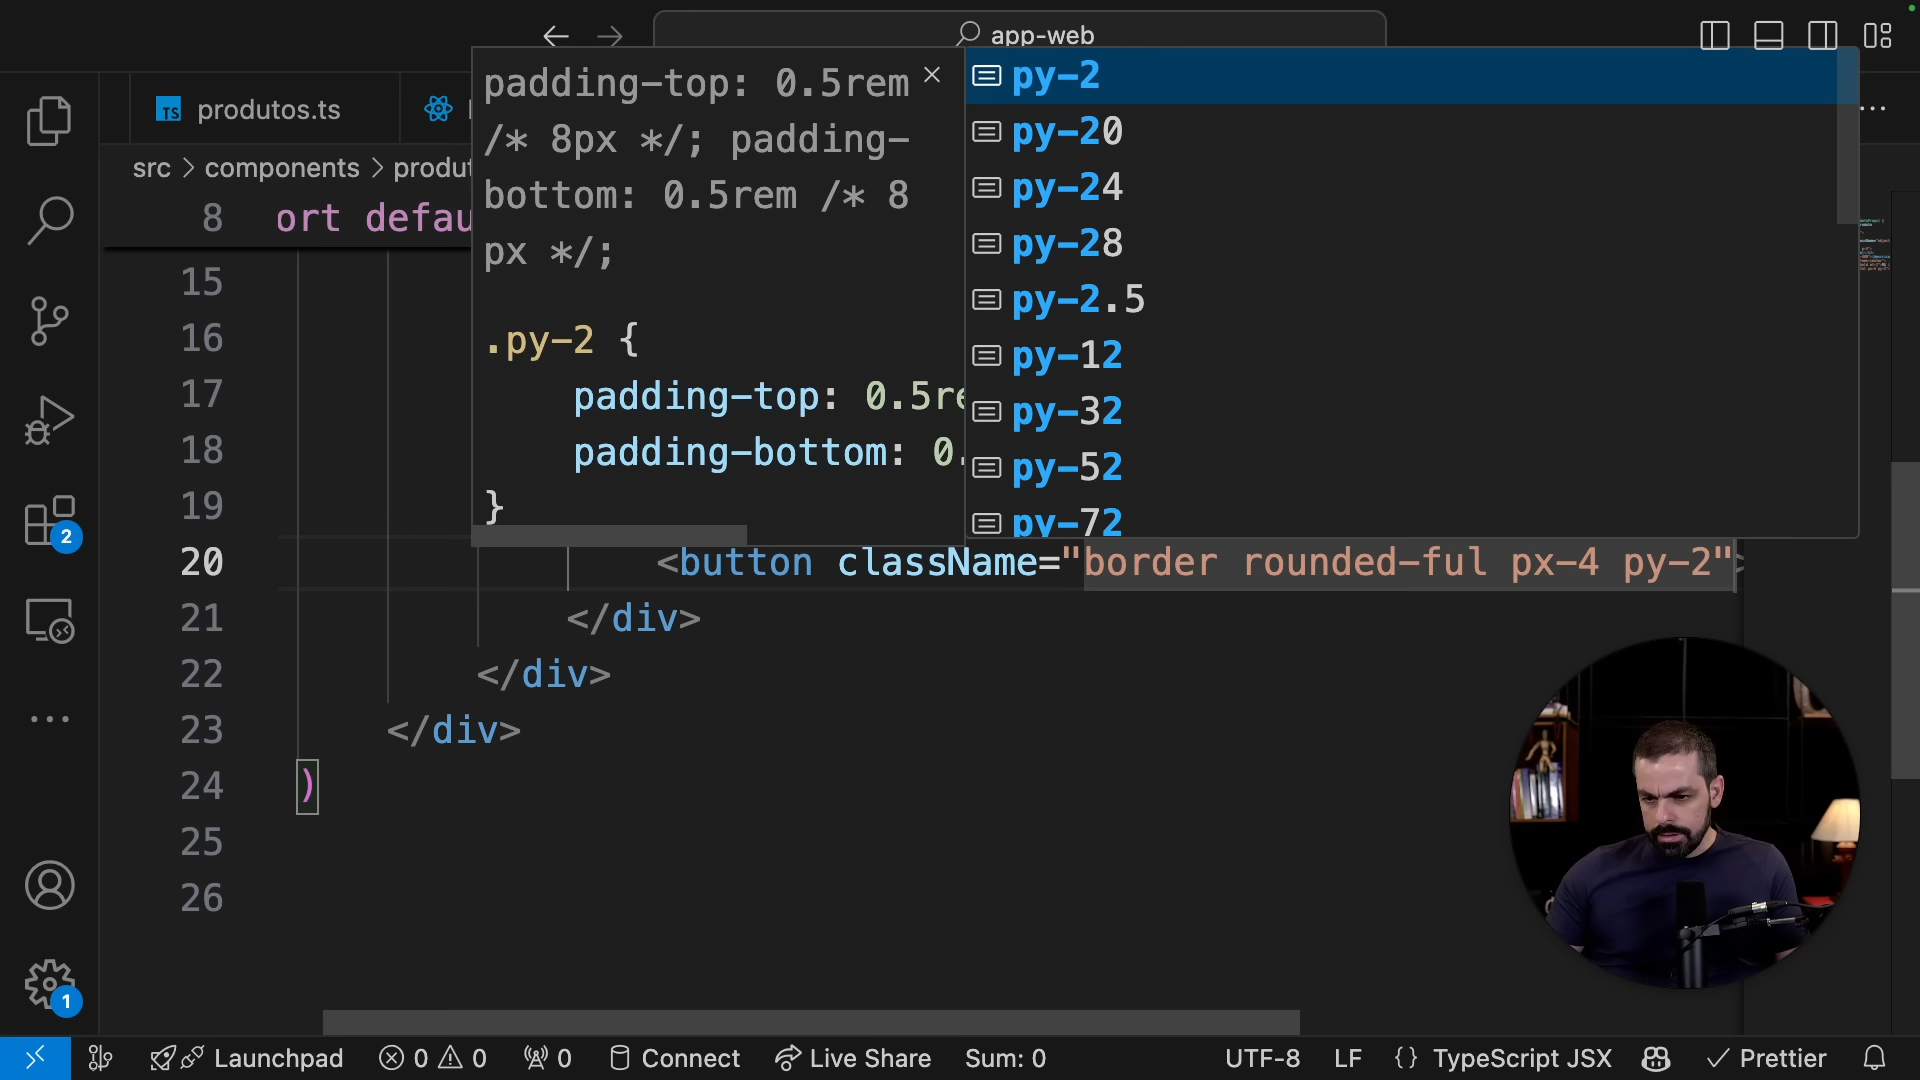 app-web
produtos.ts
src > components > produt
8 ort defau
padding-top: 0.5rem
/* 8px */; padding-
bottom: 0.5rem /* 8
px */;
.py-2 {
padding-top: 0.5re
padding-bottom: 0.
}
py-2
py-20
py-24
py-28
py-2.5
py-12
py-32
py-52
py-72
15
16
17
18
19
20 <button className="border rounded-ful px-4 py-2">
21 </div>
22 </div>
23 </div>
24 )
25
26
2
1
Launchpad 0 0 0 Connect Live Share Sum: 0 UTF-8 LF {} TypeScript JSX Prettier